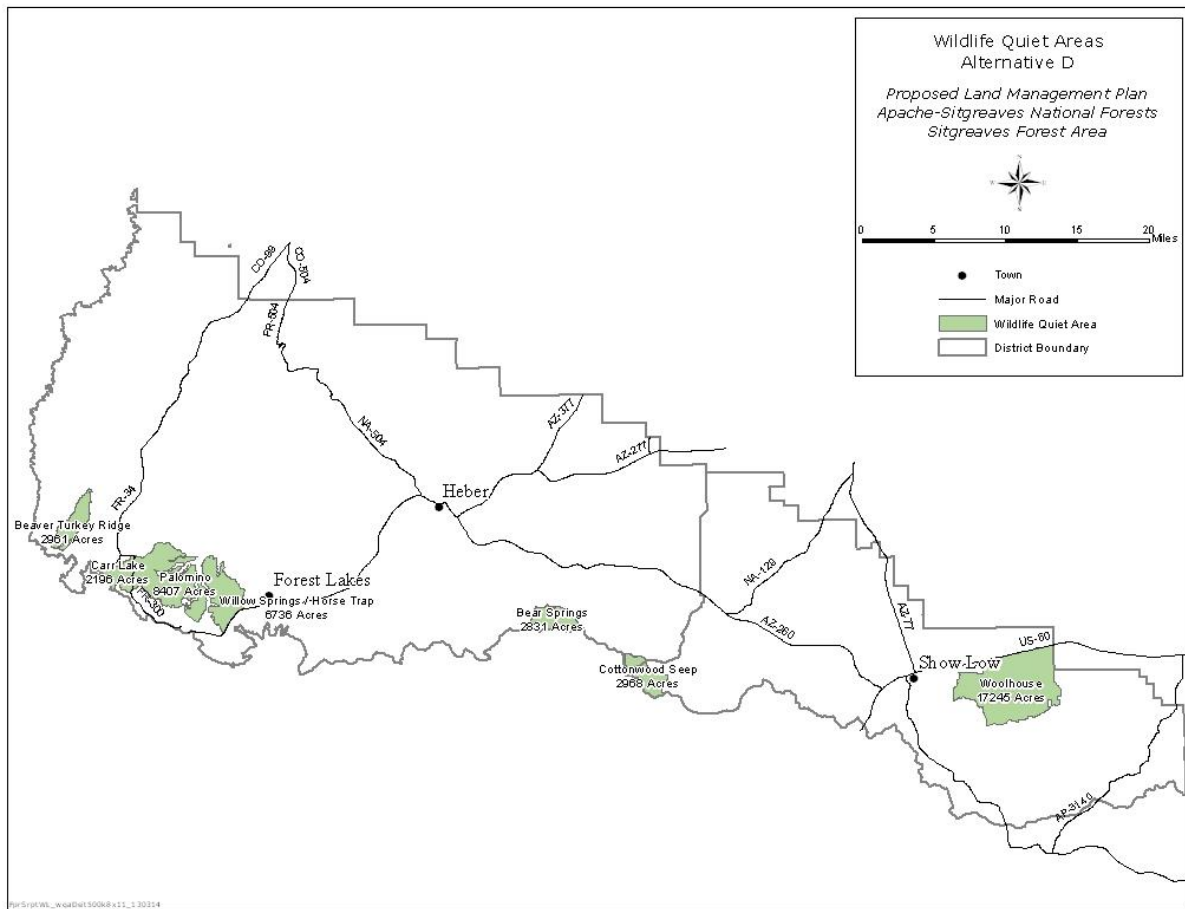 Wildlife Quiet Areas
Alternative D
Proposed Land Management Plan
Apache-Sitgreaves National Forests
Sitgreaves Forest Area
N
W
E
S
0
5
10
15
20
Miles
Town
Major Road
Wildlife Quiet Area
District Boundary
CO-99
CO-504
FR-504
NA-504
AZ-377
AZ-277
Heber
FR-34
Beaver Turkey Ridge
2961 Acres
Carr Lake
2196 Acres
Palomino
8407 Acres
FR-300
Forest Lakes
Willow Springs / Horse Trap
6736 Acres
Bear Springs
2831 Acres
Cottonwood Seep
2968 Acres
NA-128
AZ-260
AZ-77
US-60
Show Low
Woolhouse
17245 Acres